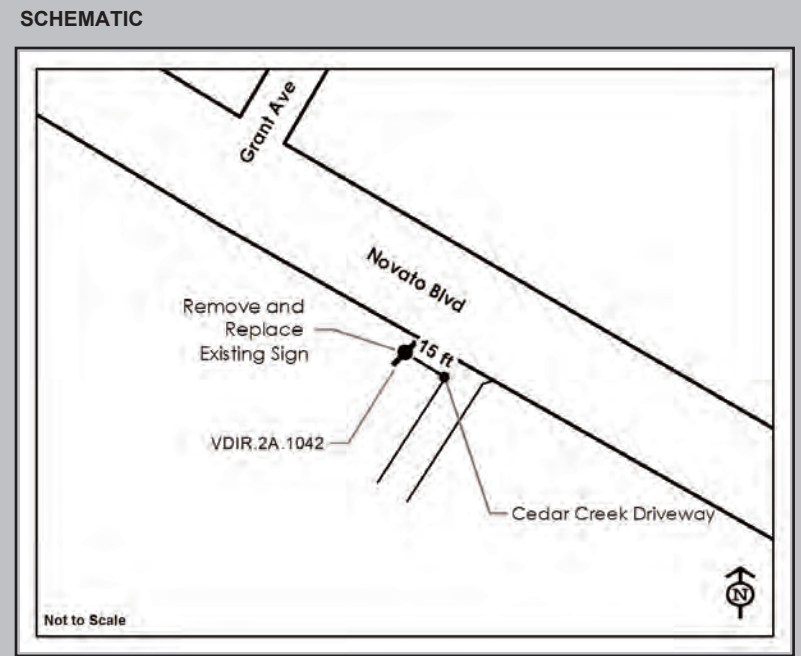 SCHEMATIC
Grant Ave
Novato Blvd
Remove and
Replace
Existing Sign
15 ft
VDIR.2A.1042
Cedar Creek Driveway
N
Not to Scale